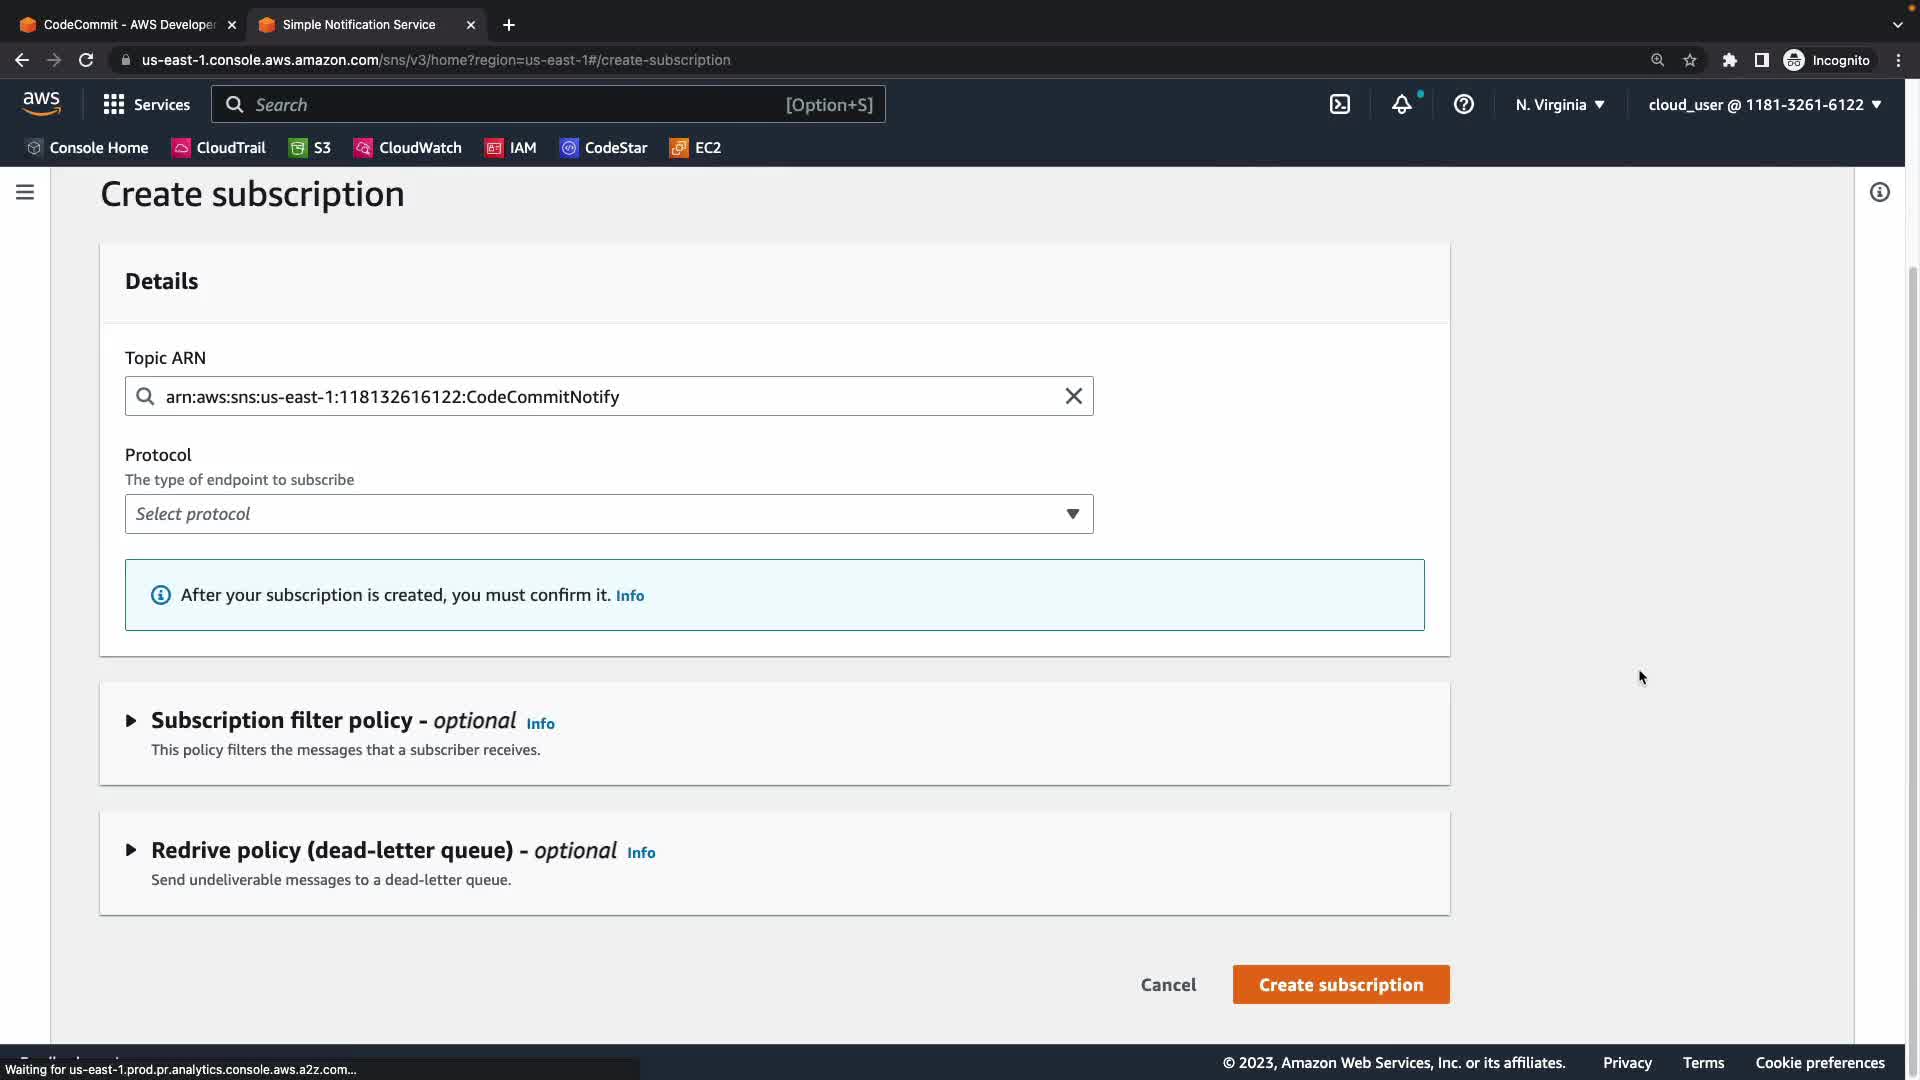 CodeCommit - AWS Developer
Simple Notification Service
us-east-1.console.aws.amazon.com/sns/v3/home?region=us-east-1#/create-subscription
Incognito
aws
Services
Search
[Option+S]
N. Virginia
cloud_user @ 1181-3261-6122
Console Home
CloudTrail
S3
CloudWatch
IAM
CodeStar
EC2
Create subscription
Details
Topic ARN
arn:aws:sns:us-east-1:118132616122:CodeCommitNotify
Protocol
The type of endpoint to subscribe
Select protocol
After your subscription is created, you must confirm it. Info
Subscription filter policy - optional Info
This policy filters the messages that a subscriber receives.
Redrive policy (dead-letter queue) - optional Info
Send undeliverable messages to a dead-letter queue.
Cancel
Create subscription
Waiting for us-east-1.prod.pr.analytics.console.aws.a2z.com...
© 2023, Amazon Web Services, Inc. or its affiliates.
Privacy
Terms
Cookie preferences